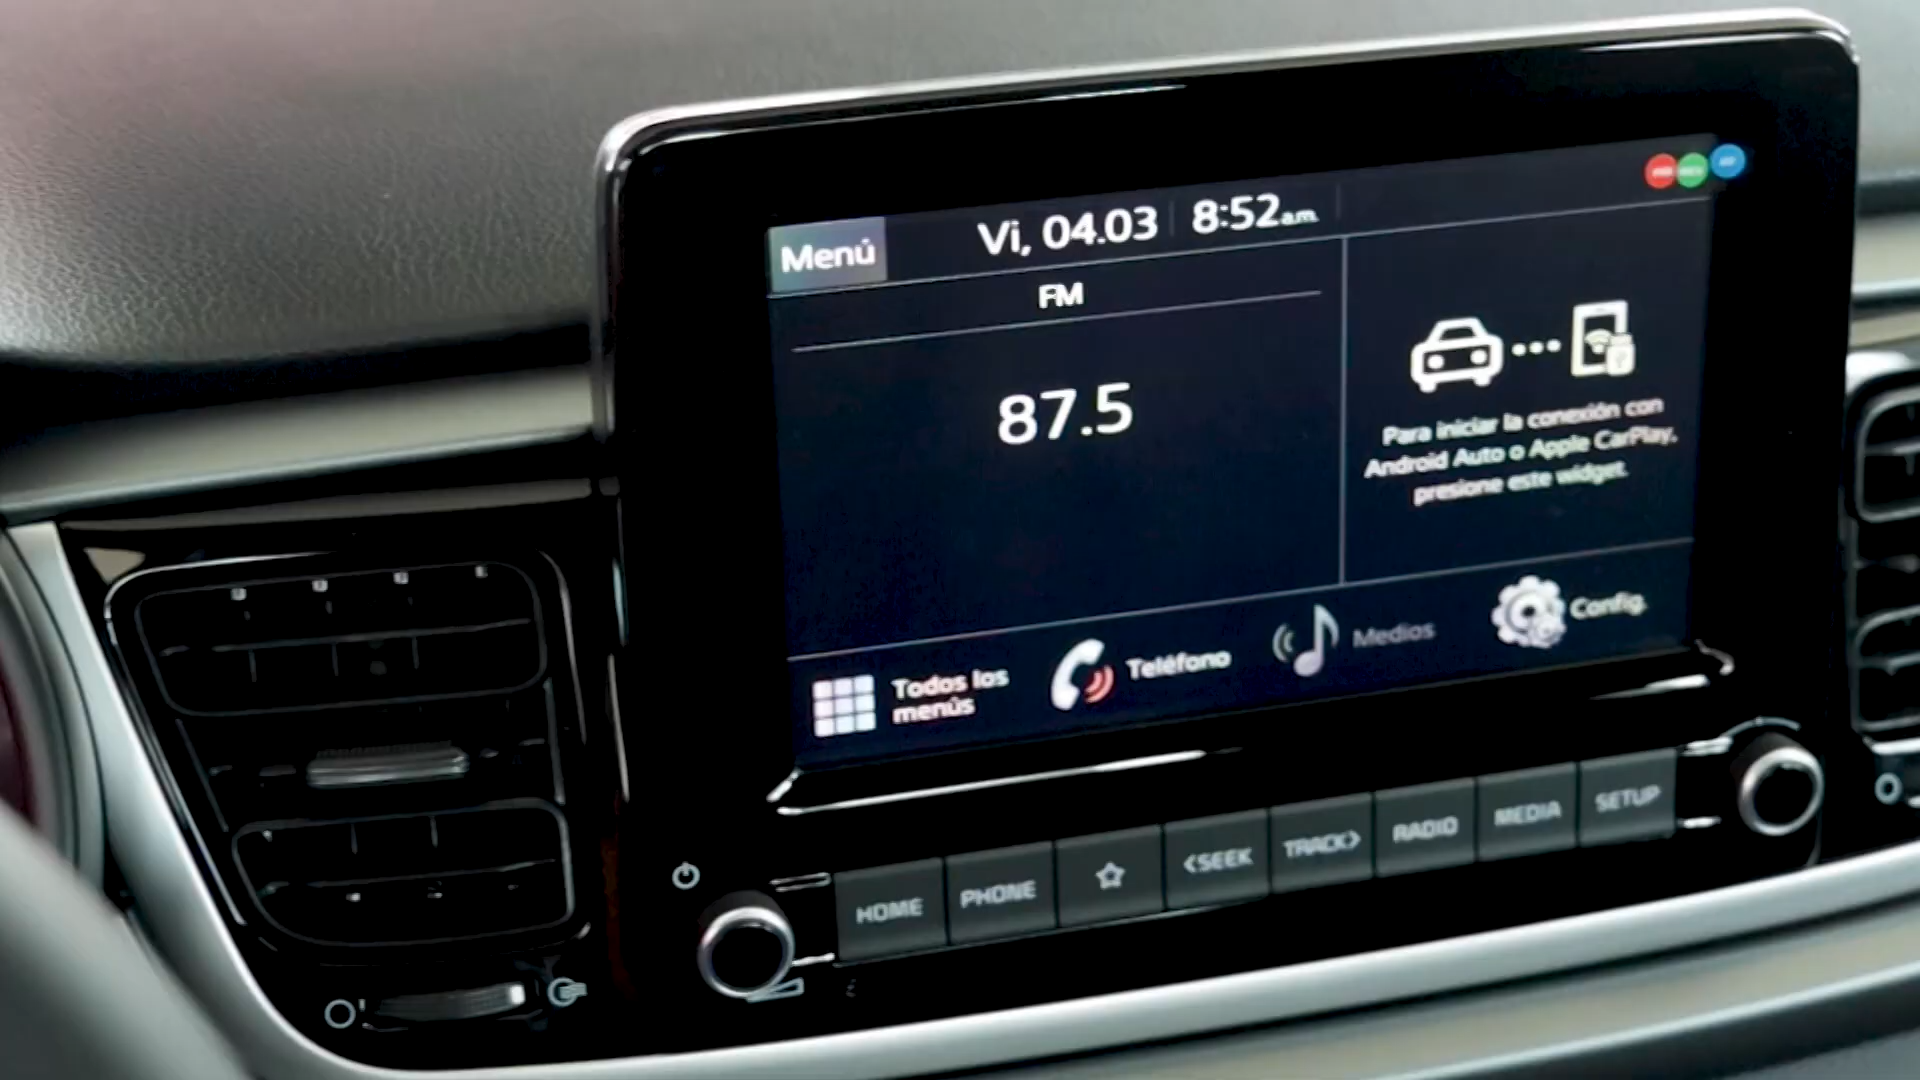 Menú
Vi, 04.03 8:52 a.m.
FM
87.5
Para iniciar la conexión con
Android Auto o Apple CarPlay,
presione este widget.
Todos los
menús
Teléfono
Medios
Config.
HOME
PHONE
<SEEK
TRACK>
RADIO
MEDIA
SETUP